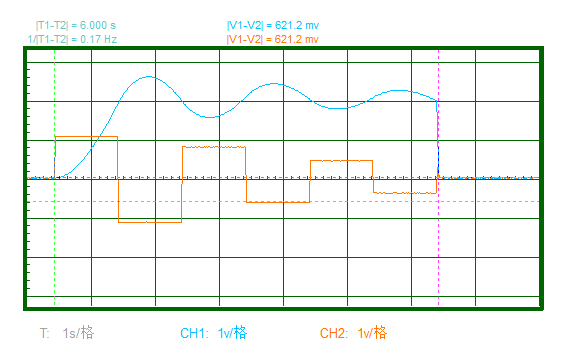 |T1-T2| = 6.000 s |V1-V2| = 621.2 mv
1/|T1-T2| = 0.17 Hz |V1-V2| = 621.2 mv
T: 1s/格 CH1: 1v/格 CH2: 1v/格